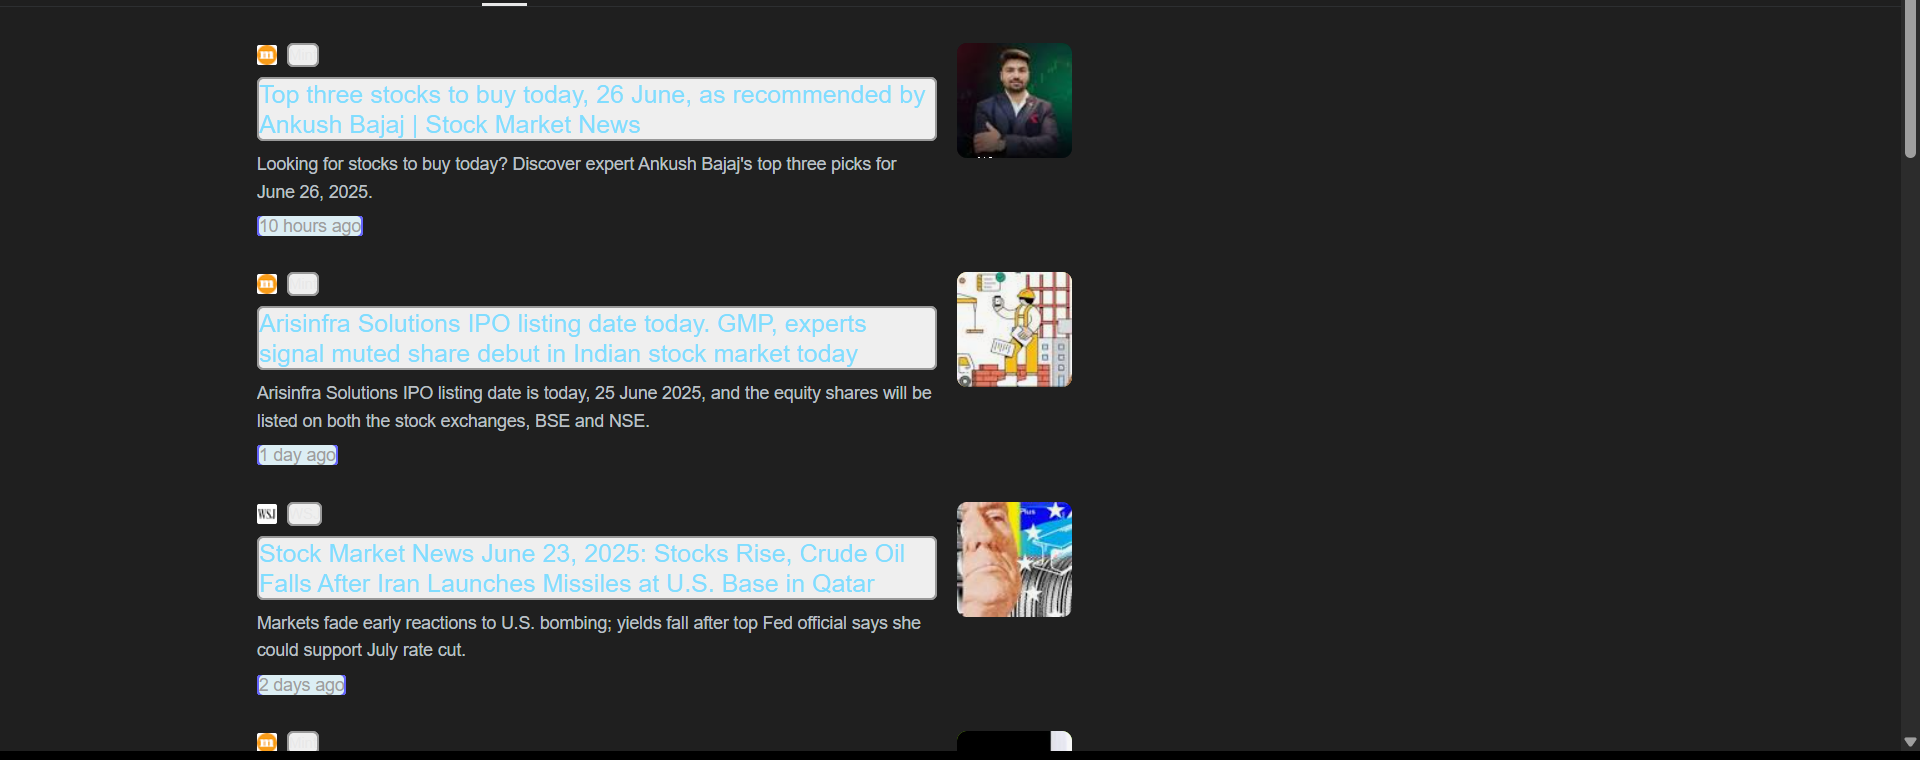 m
Top three stocks to buy today, 26 June, as recommended by
Ankush Bajaj | Stock Market News
Looking for stocks to buy today? Discover expert Ankush Bajaj's top three picks for
June 26, 2025.
10 hours ago
m
Arisinfra Solutions IPO listing date today. GMP, experts
signal muted share debut in Indian stock market today
Arisinfra Solutions IPO listing date is today, 25 June 2025, and the equity shares will be
listed on both the stock exchanges, BSE and NSE.
1 day ago
WSJ
Stock Market News June 23, 2025: Stocks Rise, Crude Oil
Falls After Iran Launches Missiles at U.S. Base in Qatar
Plus
Markets fade early reactions to U.S. bombing; yields fall after top Fed official says she
could support July rate cut.
2 days ago
m